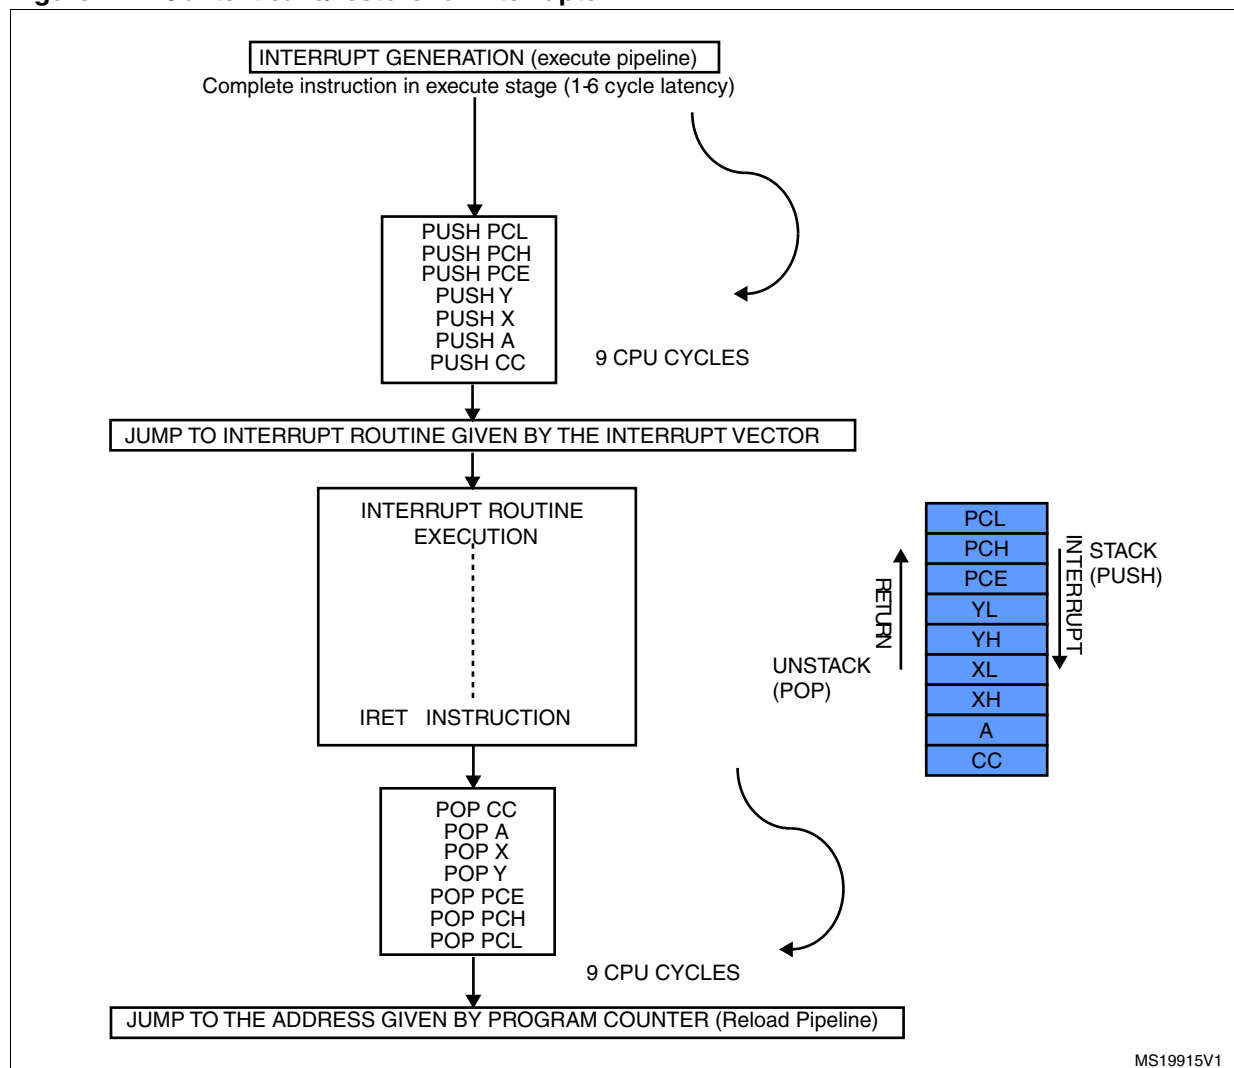 INTERRUPT GENERATION (execute pipeline)
Complete instruction in execute stage (1-6 cycle latency)
PUSH PCL
PUSH PCH
PUSH PCE
PUSH Y
PUSH X
PUSH A
PUSH CC
9 CPU CYCLES
JUMP TO INTERRUPT ROUTINE GIVEN BY THE INTERRUPT VECTOR
INTERRUPT ROUTINE
EXECUTION
IRET INSTRUCTION
PCL
PCH
PCE
YL
YH
XL
XH
A
CC
RETURN
INTERRUPT
STACK
(PUSH)
UNSTACK
(POP)
POP CC
POP A
POP X
POP Y
POP PCE
POP PCH
POP PCL
9 CPU CYCLES
JUMP TO THE ADDRESS GIVEN BY PROGRAM COUNTER (Reload Pipeline)
MS19915V1